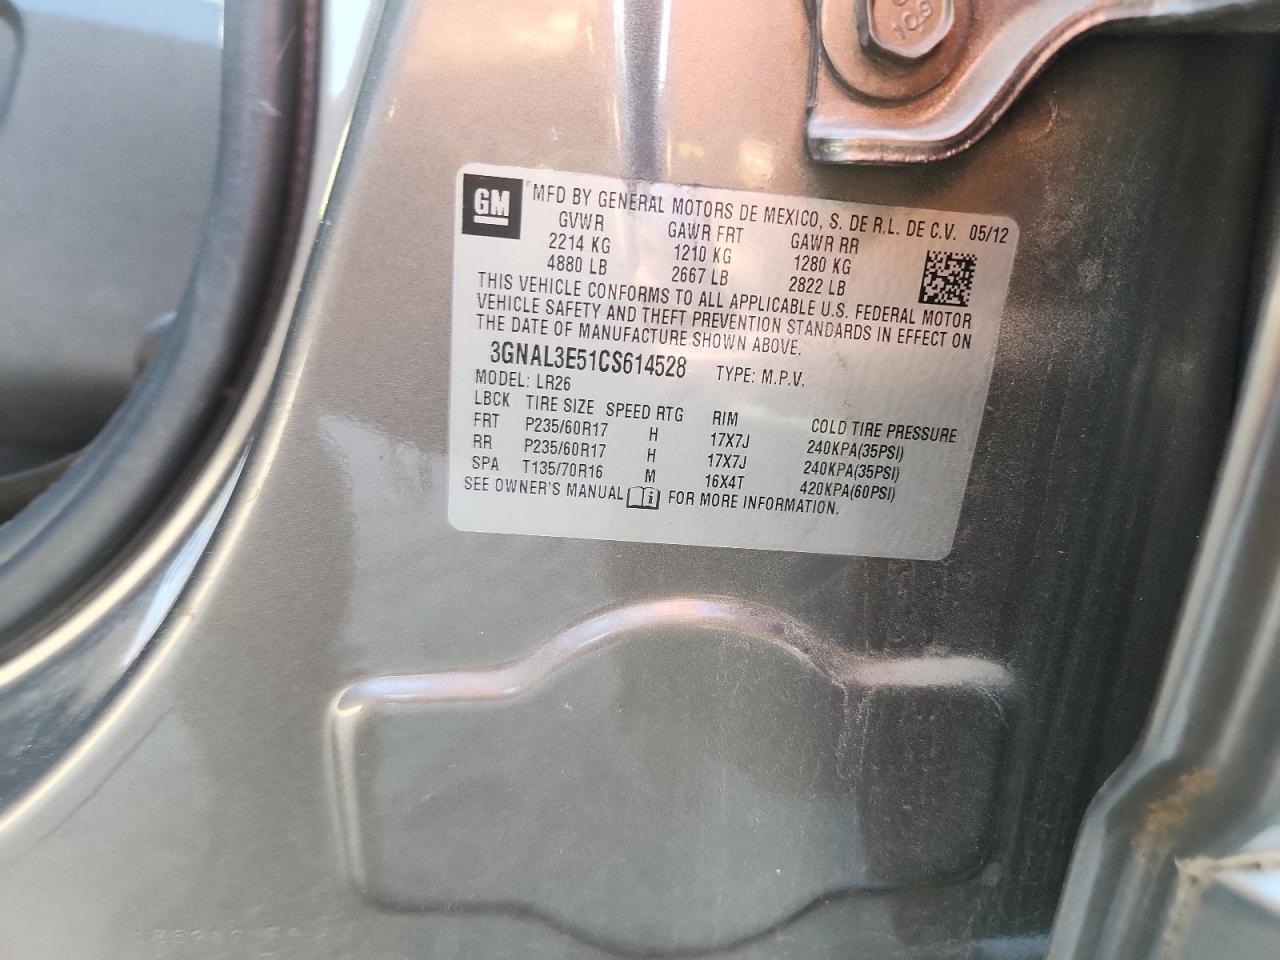 10.9
GM
MFD BY GENERAL MOTORS DE MEXICO, S. DE R.L. DE C.V. 05/12
GVWR GAWR FRT GAWR RR
2214 KG 1210 KG 1280 KG
4880 LB 2667 LB 2822 LB
THIS VEHICLE CONFORMS TO ALL APPLICABLE U.S. FEDERAL MOTOR
VEHICLE SAFETY AND THEFT PREVENTION STANDARDS IN EFFECT ON
THE DATE OF MANUFACTURE SHOWN ABOVE.
3GNAL3E51CS614528 TYPE: M.P.V.
MODEL: LR26
LBCK TIRE SIZE SPEED RTG RIM COLD TIRE PRESSURE
FRT P235/60R17 H 17X7J 240KPA(35PSI)
RR P235/60R17 H 17X7J 240KPA(35PSI)
SPA T135/70R16 M 16X4T 420KPA(60PSI)
SEE OWNER'S MANUAL FOR MORE INFORMATION.